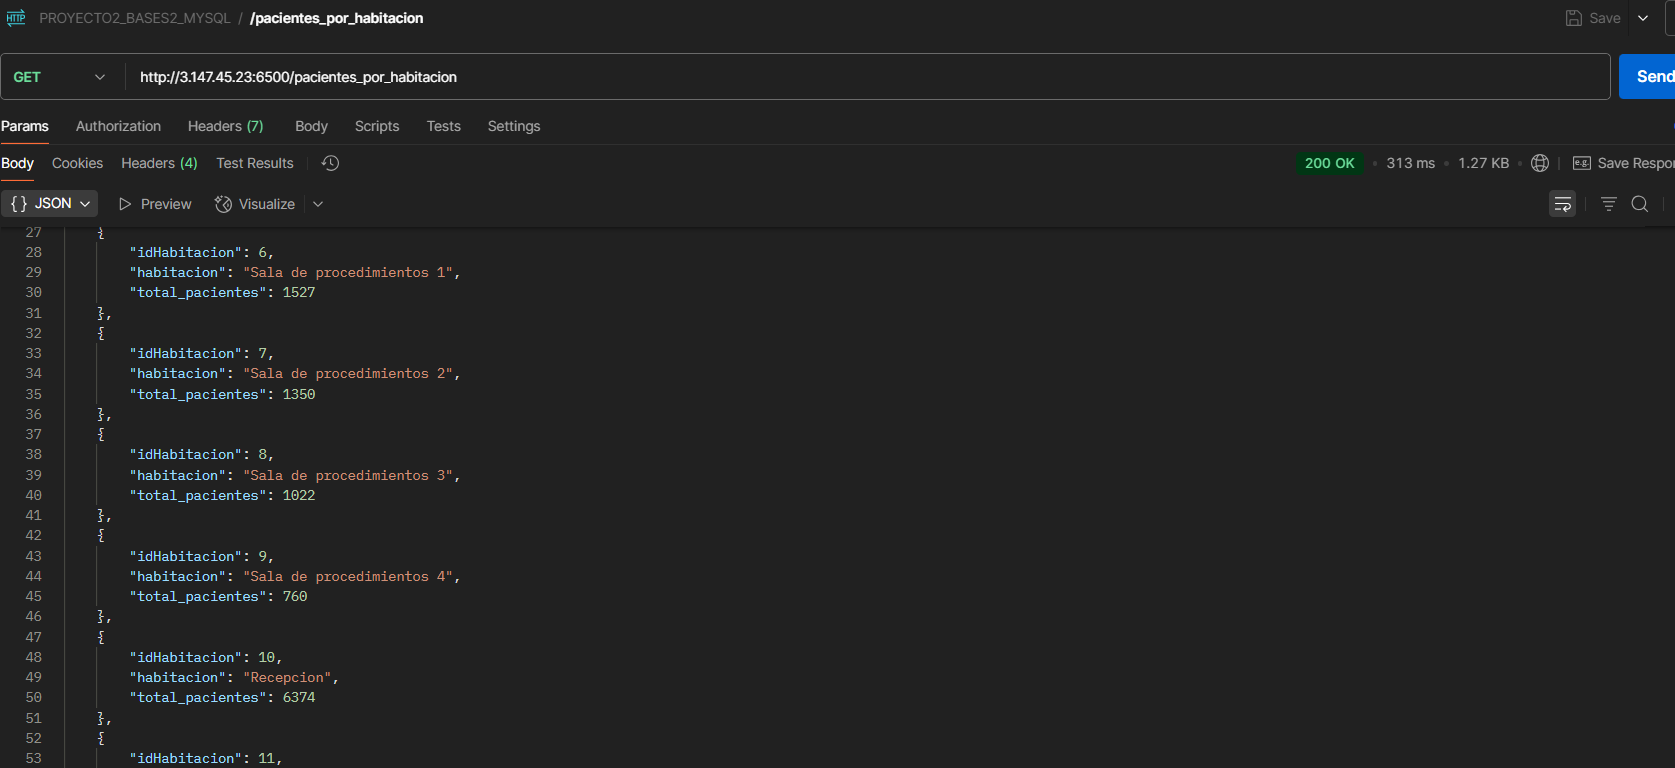 HTTP PROYECTO2_BASES2_MYSQL / /pacientes_por_habitacion Save
GET http://3.147.45.23:6500/pacientes_por_habitacion Send
Params Authorization Headers (7) Body Scripts Tests Settings
Body Cookies Headers (4) Test Results 200 OK • 313 ms • 1.27 KB • e.g. Save Respo
{ } JSON Preview Visualize
27 {
28 "idHabitacion": 6,
29 "habitacion": "Sala de procedimientos 1",
30 "total_pacientes": 1527
31 },
32 {
33 "idHabitacion": 7,
34 "habitacion": "Sala de procedimientos 2",
35 "total_pacientes": 1350
36 },
37 {
38 "idHabitacion": 8,
39 "habitacion": "Sala de procedimientos 3",
40 "total_pacientes": 1022
41 },
42 {
43 "idHabitacion": 9,
44 "habitacion": "Sala de procedimientos 4",
45 "total_pacientes": 760
46 },
47 {
48 "idHabitacion": 10,
49 "habitacion": "Recepcion",
50 "total_pacientes": 6374
51 },
52 {
53 "idHabitacion": 11,